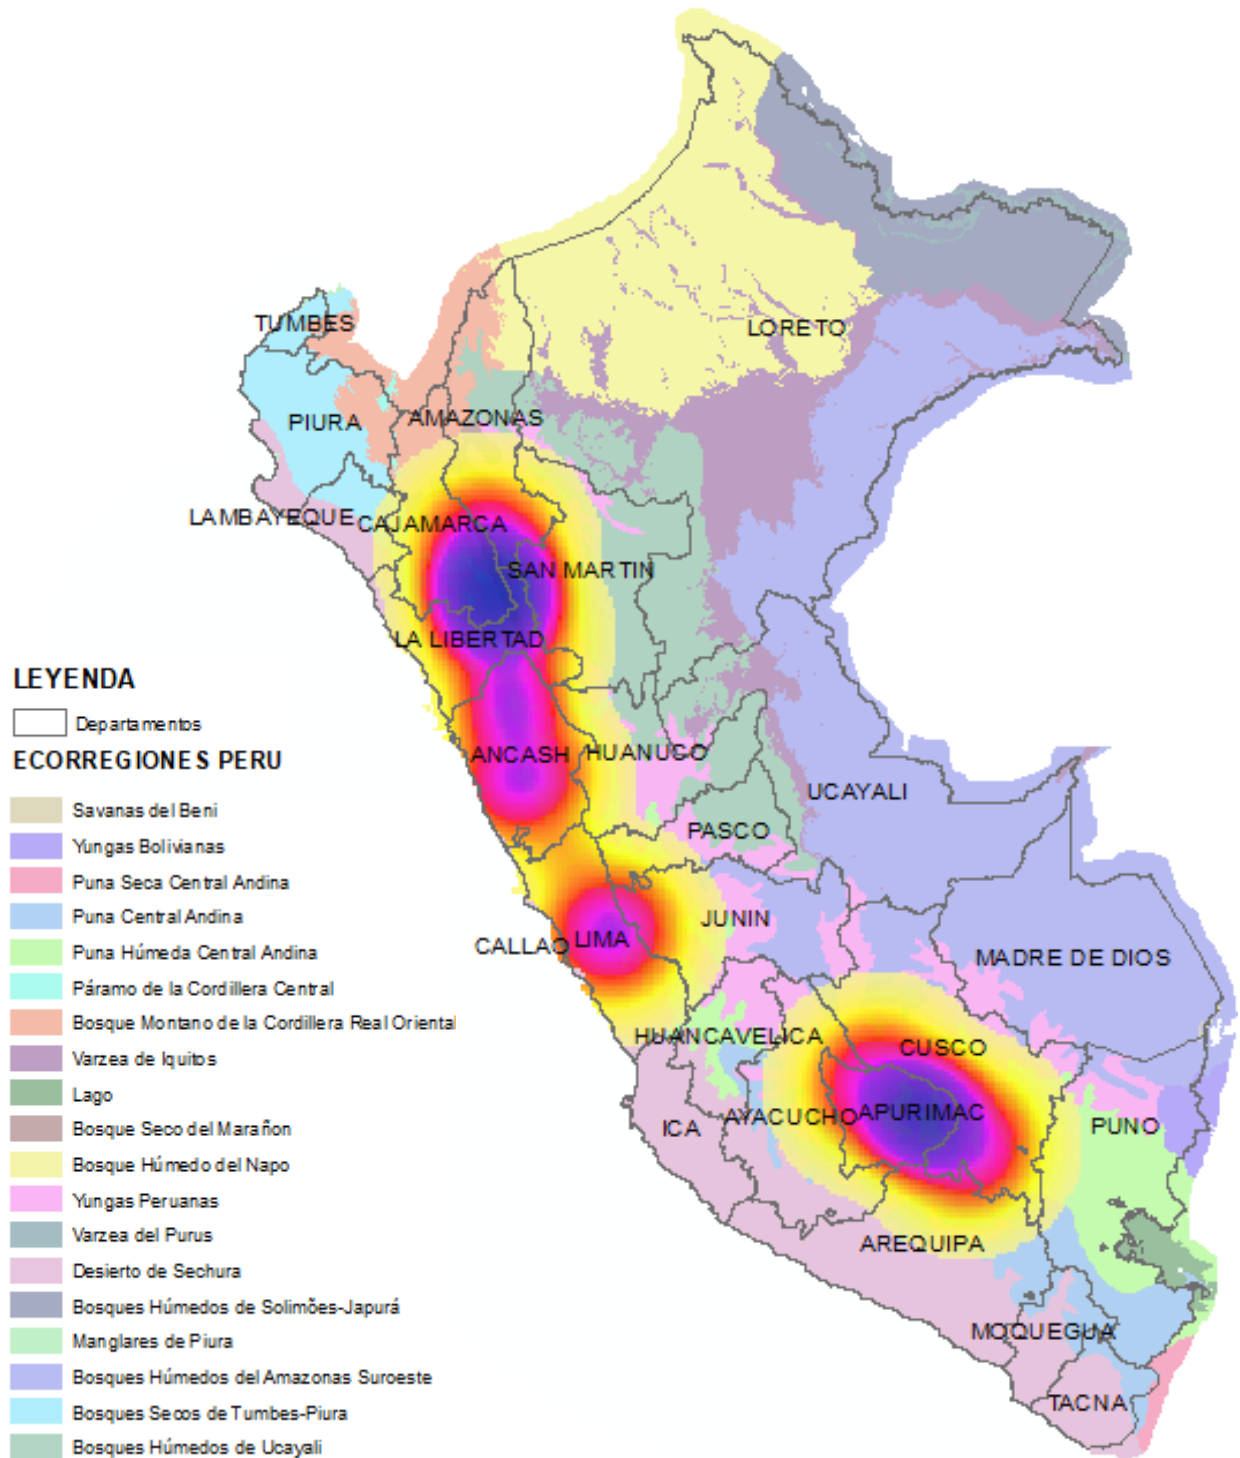 TUMBES
LORETO
PIURA
AMAZONAS
LAMBAYEQUE
CAJAMARCA
SAN MARTIN
LA LIBERTAD
ANCASH
HUANUCO
UCAYALI
PASCO
JUNIN
CALLAO
LIMA
MADRE DE DIOS
HUANCAVELICA
CUSCO
ICA
AYACUCHO
APURIMAC
PUNO
AREQUIPA
MOQUEGUA
TACNA
LEYENDA
Departamentos
ECORREGIONES PERU
Savanas del Beni
Yungas Bolivianas
Puna Seca Central Andina
Puna Central Andina
Puna Húmeda Central Andina
Páramo de la Cordillera Central
Bosque Montano de la Cordillera Real Oriental
Varzea de Iquitos
Lago
Bosque Seco del Marañon
Bosque Húmedo del Napo
Yungas Peruanas
Varzea del Purus
Desierto de Sechura
Bosques Húmedos de Solimões-Japurá
Manglares de Piura
Bosques Húmedos del Amazonas Suroeste
Bosques Secos de Tumbes-Piura
Bosques Húmedos de Ucayali